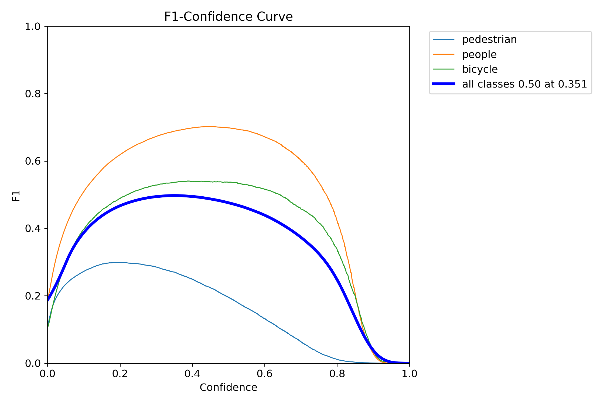 F1-Confidence Curve
1.0
0.8
0.6
0.4
0.2
0.0
F1
0.0 0.2 0.4 0.6 0.8 1.0
Confidence
pedestrian
people
bicycle
all classes 0.50 at 0.351